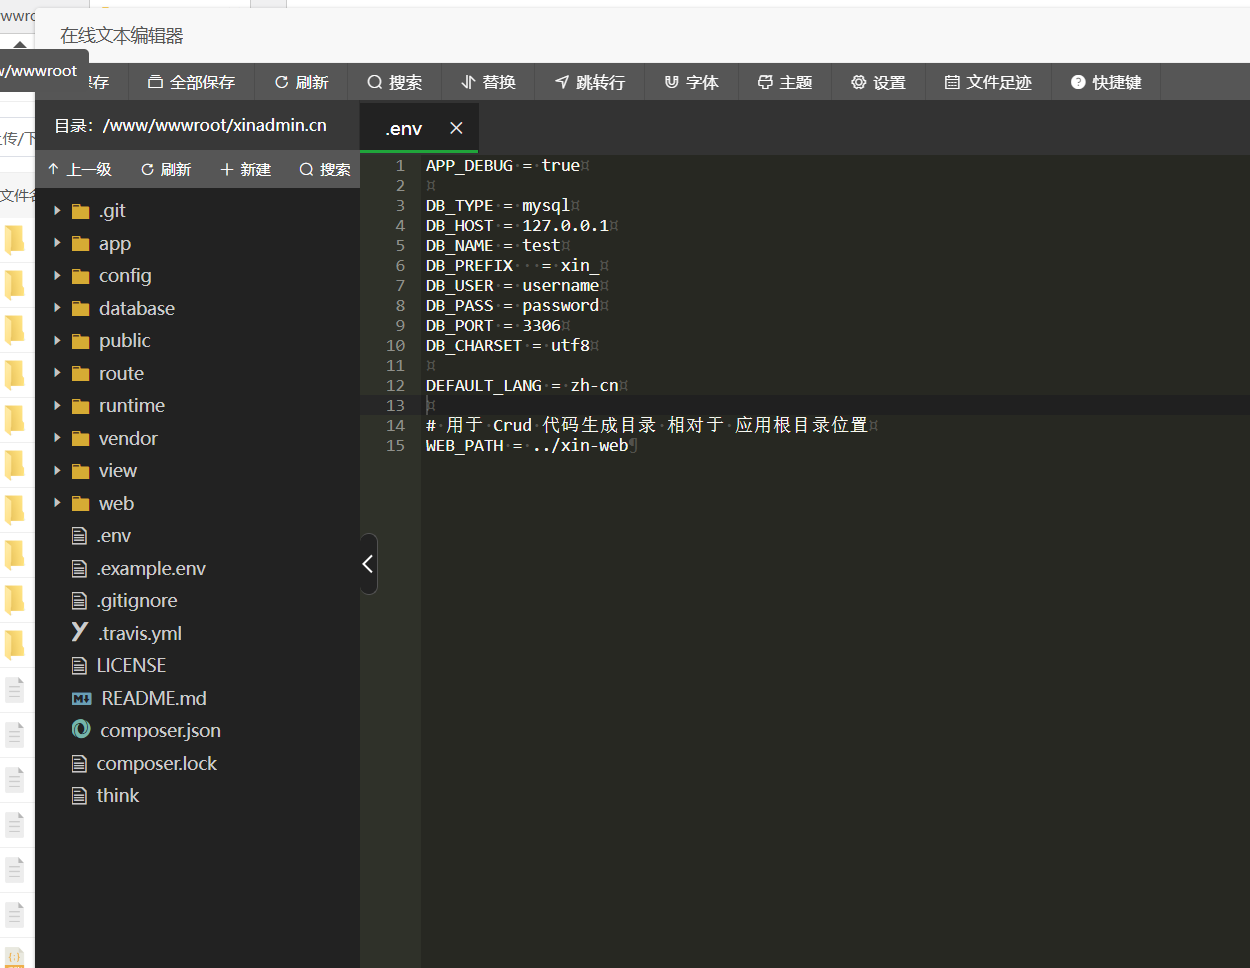 在线文本编辑器
/wwwroot
全部保存
刷新
搜索
替换
跳转行
字体
主题
设置
文件足迹
快捷键
目录: /www/wwwroot/xinadmin.cn
上一级
刷新
新建
搜索
.git
app
config
database
public
route
runtime
vendor
view
web
.env
.example.env
.gitignore
.travis.yml
LICENSE
README.md
composer.json
composer.lock
think
.env
1 APP_DEBUG = true
2
3 DB_TYPE = mysql
4 DB_HOST = 127.0.0.1
5 DB_NAME = test
6 DB_PREFIX   = xin_
7 DB_USER = username
8 DB_PASS = password
9 DB_PORT = 3306
10 DB_CHARSET = utf8
11
12 DEFAULT_LANG = zh-cn
13
14 # 用于 Crud 代码生成目录 相对于 应用根目录位置
15 WEB_PATH = ../xin-web